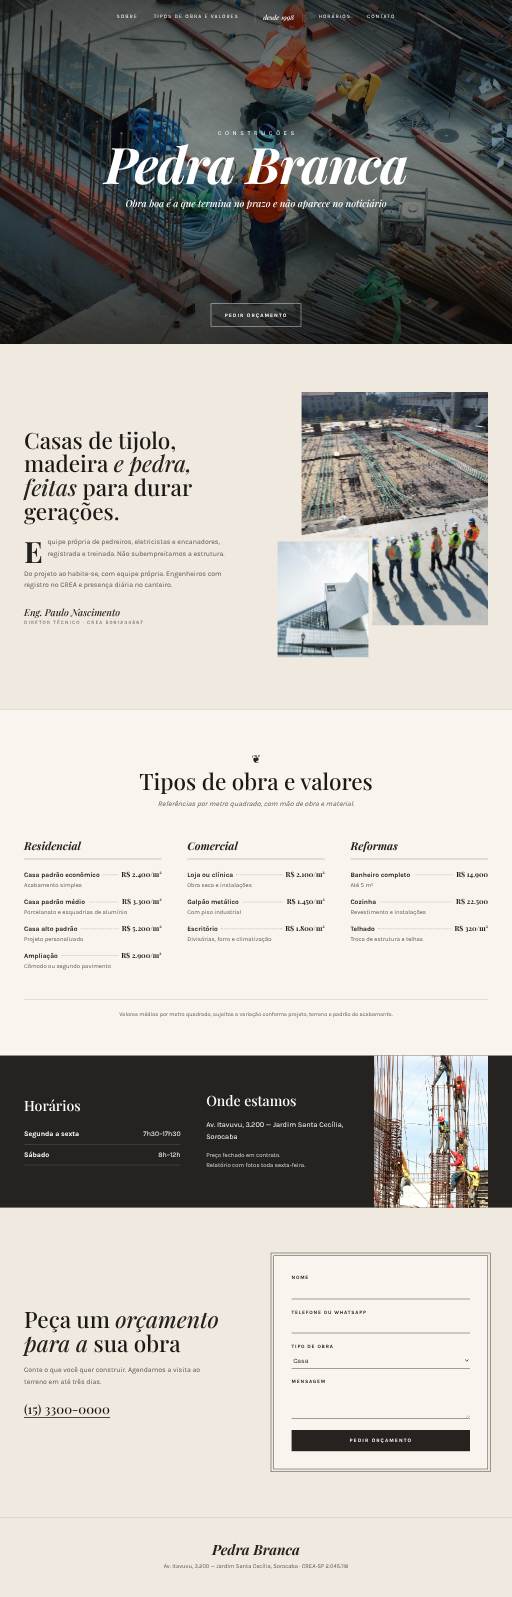 SOBRE
TIPOS DE OBRA E VALORES
desde 1998
HORÁRIOS
CONTATO
CONSTRUÇÕES
Pedra Branca
Obra boa é a que termina no prazo e não aparece no noticiário
PEDIR ORÇAMENTO
Casas de tijolo,
madeira e pedra,
feitas para durar
gerações.
Equipe própria de pedreiros, eletricistas e encanadores,
registrada e treinada. Não subempreitamos a estrutura.
Do projeto ao habite-se, com equipe própria. Engenheiros com
registro no CREA e presença diária no canteiro.
Eng. Paulo Nascimento
DIRETOR TÉCNICO · CREA
❦
Tipos de obra e valores
Referências por metro quadrado, com mão de obra e material.
Residencial
Casa padrão econômico R$ 2.400/m²
Acabamento simples
Casa padrão médio R$ 3.300/m²
Porcelanato e esquadrias de alumínio
Casa alto padrão R$ 5.200/m²
Projeto personalizado
Ampliação R$ 2.900/m²
Cômodo ou segundo pavimento
Comercial
Loja ou clínica R$ 2.100/m²
Obra seca e instalações
Galpão metálico R$ 1.450/m²
Com piso industrial
Escritório R$ 1.800/m²
Divisórias, forro e climatização
Reformas
Banheiro completo R$ 14.900
Até 5 m²
Cozinha R$ 22.500
Revestimento e instalações
Telhado R$ 320/m²
Troca de estrutura e telhas
Valores médios por metro quadrado, sujeitos a variação conforme projeto, terreno e padrão de acabamento.
Horários
Segunda a sexta 7h30–17h30
Sábado 8h–12h
Onde estamos
Av. Itavuvu, 3.200 — Jardim Santa Cecília,
Sorocaba
Preço fechado em contrato.
Relatório com fotos toda sexta-feira.
Peça um orçamento
para a sua obra
Conte o que você quer construir. Agendamos a visita ao
terreno em até três dias.
(15) 3300-0000
NOME
TELEFONE OU WHATSAPP
TIPO DE OBRA
Casa
MENSAGEM
PEDIR ORÇAMENTO
Pedra Branca
Av. Itavuvu, 3.200 — Jardim Santa Cecília, Sorocaba · CREA-SP 2.045.118